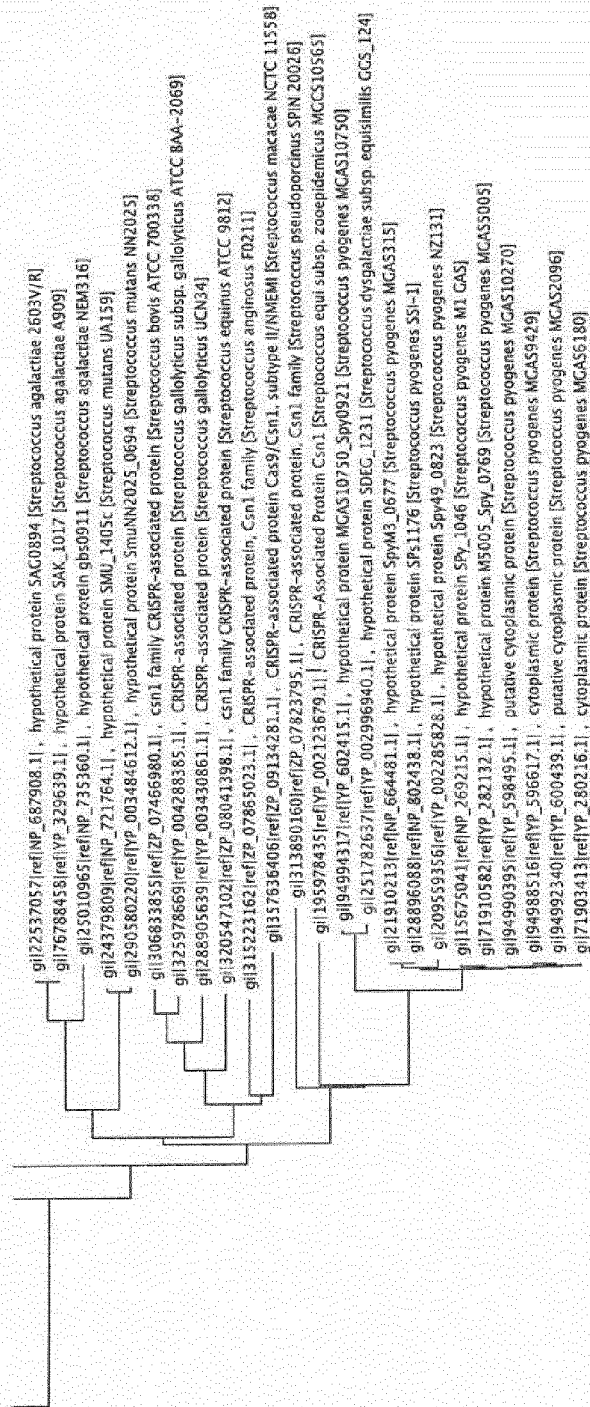 gi|22537057|ref|NP_687908.1| , hypothetical protein SAG0894 [Streptococcus agalactiae 2603V/R]
gi|76788458|ref|YP_329639.1| , hypothetical protein SAK_1017 [Streptococcus agalactiae A909]
gi|25010965|ref|NP_735360.1| , hypothetical protein gbs0911 [Streptococcus agalactiae NEM316]
gi|24379809|ref|NP_721764.1| , hypothetical protein SMU_1405c [Streptococcus mutans UA159]
gi|290580220|ref|YP_003484612.1| , hypothetical protein SmuNN2025_0694 [Streptococcus mutans NN2025]
gi|306833855|ref|ZP_07466980.1| , csn1 family CRISPR-associated protein [Streptococcus bovis ATCC 700338]
gi|325978669|ref|YP_004288385.1| , CRISPR-associated protein [Streptococcus gallolyticus subsp. gallolyticus ATCC BAA-2069]
gi|288905639|ref|YP_003430861.1| , CRISPR-associated protein [Streptococcus gallolyticus UCN34]
gi|320547102|ref|ZP_08041398.1| , csn1 family CRISPR-associated protein [Streptococcus equinus ATCC 9812]
gi|315223162|ref|ZP_07865023.1| , CRISPR-associated protein, Csn1 family [Streptococcus anginosus F0211]
gi|357636406|ref|ZP_09134281.1| , CRISPR-associated protein Cas9/Csn1, subtype II/NMEMI [Streptococcus macacae NCTC 11558]
gi|313890160|ref|ZP_07823795.1| , CRISPR-associated protein, Csn1 family [Streptococcus pseudoporcinus SPIN 20026]
gi|195978435|ref|YP_002123679.1| , CRISPR-Associated Protein Csn1 [Streptococcus equi subsp. zooepidemicus MGCS10565]
gi|94994317|ref|YP_602415.1| , hypothetical protein MGAS10750_Spy0921 [Streptococcus pyogenes MGAS10750]
gi|251782637|ref|YP_002996940.1| , hypothetical protein SDEG_1231 [Streptococcus dysgalactiae subsp. equisimilis GGS_124]
gi|21910213|ref|NP_664481.1| , hypothetical protein SpyM3_0677 [Streptococcus pyogenes MGAS315]
gi|28896088|ref|NP_802438.1| , hypothetical protein SPs1176 [Streptococcus pyogenes SSI-1]
gi|209559356|ref|YP_002285828.1| , hypothetical protein Spy49_0823 [Streptococcus pyogenes NZ131]
gi|15675041|ref|NP_269215.1| , hypothetical protein SPy_1046 [Streptococcus pyogenes M1 GAS]
gi|71910582|ref|YP_282132.1| , hypothetical protein M5005_Spy_0769 [Streptococcus pyogenes MGAS5005]
gi|94990395|ref|YP_598495.1| , putative cytoplasmic protein [Streptococcus pyogenes MGAS10270]
gi|94988516|ref|YP_596617.1| , cytoplasmic protein [Streptococcus pyogenes MGAS9429]
gi|94992340|ref|YP_600439.1| , putative cytoplasmic protein [Streptococcus pyogenes MGAS2096]
gi|71903413|ref|YP_280216.1| , cytoplasmic protein [Streptococcus pyogenes MGAS6180]